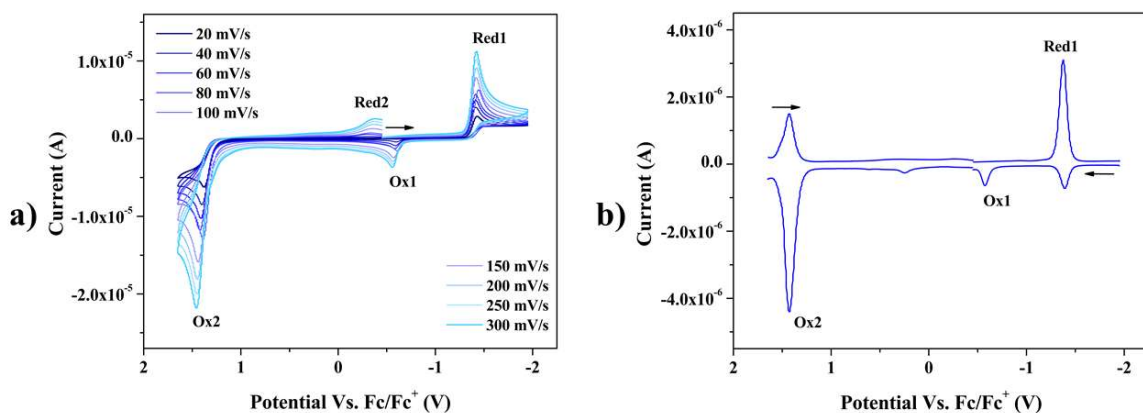 a)
20 mV/s
40 mV/s
60 mV/s
80 mV/s
100 mV/s
Red1
Red2
Ox1
Ox2
150 mV/s
200 mV/s
250 mV/s
300 mV/s
1.0x10⁻⁵
0.0
-1.0x10⁻⁵
-2.0x10⁻⁵
Current (A)
2 1 0 -1 -2
Potential Vs. Fc/Fc⁺ (V)
b)
Red1
Ox1
Ox2
4.0x10⁻⁶
2.0x10⁻⁶
0.0
-2.0x10⁻⁶
-4.0x10⁻⁶
Current (A)
2 1 0 -1 -2
Potential Vs. Fc/Fc⁺ (V)